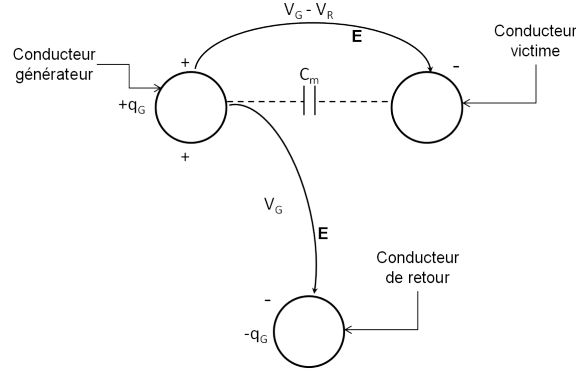 V_G - V_R
E
Conducteur
victime
Conducteur
générateur
+
-
C_m
+q_G
+
V_G
E
Conducteur
de retour
-
-q_G